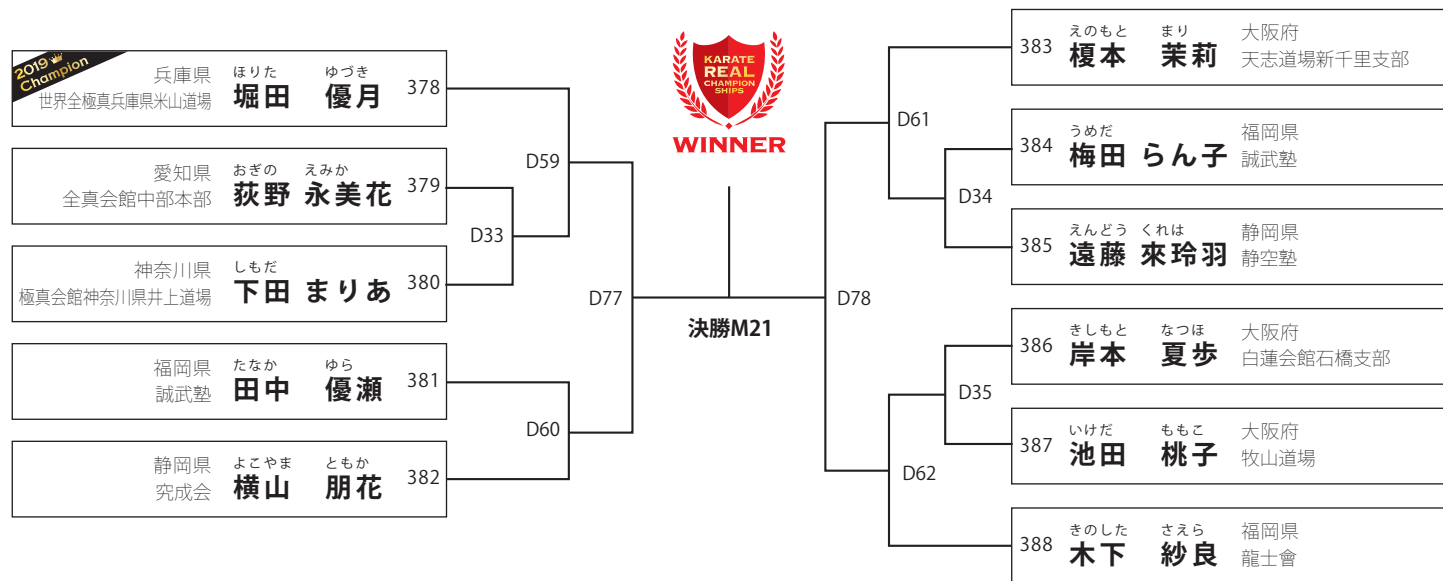 2019
Champion
兵庫県
世界全極真兵庫県米山道場
ほりた ゆづき
堀田 優月
378
愛知県
全真会館中部本部
おぎの えみか
荻野 永美花
379
神奈川県
極真会館神奈川県井上道場
しもだ
下田 まりあ
380
福岡県
誠武塾
たなか ゆら
田中 優瀬
381
静岡県
究成会
よこやま ともか
横山 朋花
382
D59
D33
D77
D60
KARATE
REAL
CHAMPION
SHIPS
WINNER
決勝M21
D61
D34
D78
D35
D62
383
えのもと まり
榎本 茉莉
大阪府
天志道場新千里支部
384
うめだ
梅田 らん子
福岡県
誠武塾
385
えんどう くれは
遠藤 來玲羽
静岡県
静空塾
386
きしもと なつほ
岸本 夏歩
大阪府
白蓮会館石橋支部
387
いけだ ももこ
池田 桃子
大阪府
牧山道場
388
きのした さえら
木下 紗良
福岡県
龍士會